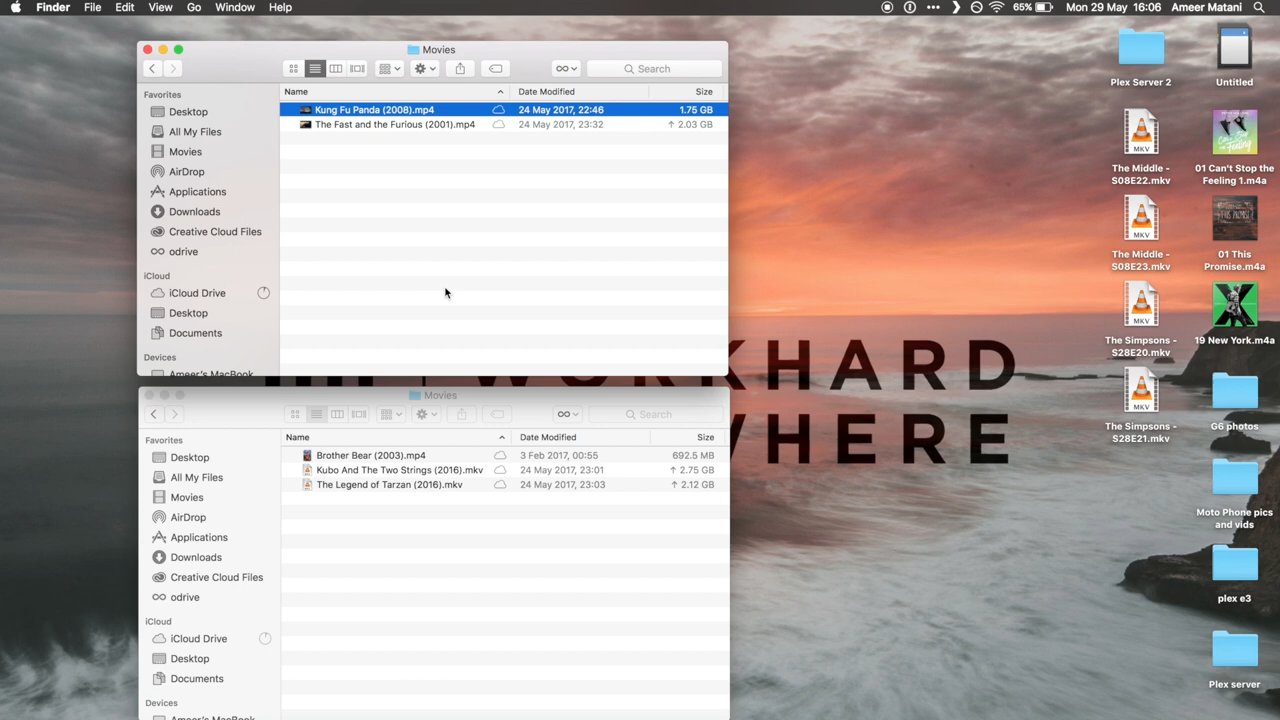 Finder File Edit View Go Window Help 65% Mon 29 May 16:06 Ameer Matani
Movies
Search
Favorites
Desktop
All My Files
Movies
AirDrop
Applications
Downloads
Creative Cloud Files
odrive
iCloud
iCloud Drive
Desktop
Documents
Devices
Ameer's MacBook
Name Date Modified Size
Kung Fu Panda (2008).mp4 24 May 2017, 22:46 1.75 GB
The Fast and the Furious (2001).mp4 24 May 2017, 23:32 ↑ 2.03 GB
Movies
Search
Favorites
Desktop
All My Files
Movies
AirDrop
Applications
Downloads
Creative Cloud Files
odrive
iCloud
iCloud Drive
Desktop
Documents
Devices
Ameer's MacBook
Name Date Modified Size
Brother Bear (2003).mp4 3 Feb 2017, 00:55 692.5 MB
Kubo And The Two Strings (2016).mkv 24 May 2017, 23:01 ↑ 2.75 GB
The Legend of Tarzan (2016).mkv 24 May 2017, 23:03 ↑ 2.12 GB
Plex Server 2
MKV
The Middle -
S08E22.mkv
MKV
The Middle -
S08E23.mkv
MKV
The Simpsons -
S28E20.mkv
MKV
The Simpsons -
S28E21.mkv
Untitled
01 Can't Stop the
Feeling 1.m4a
01 This
Promise.m4a
19 New York.m4a
G6 photos
Moto Phone pics
and vids
plex e3
Plex server